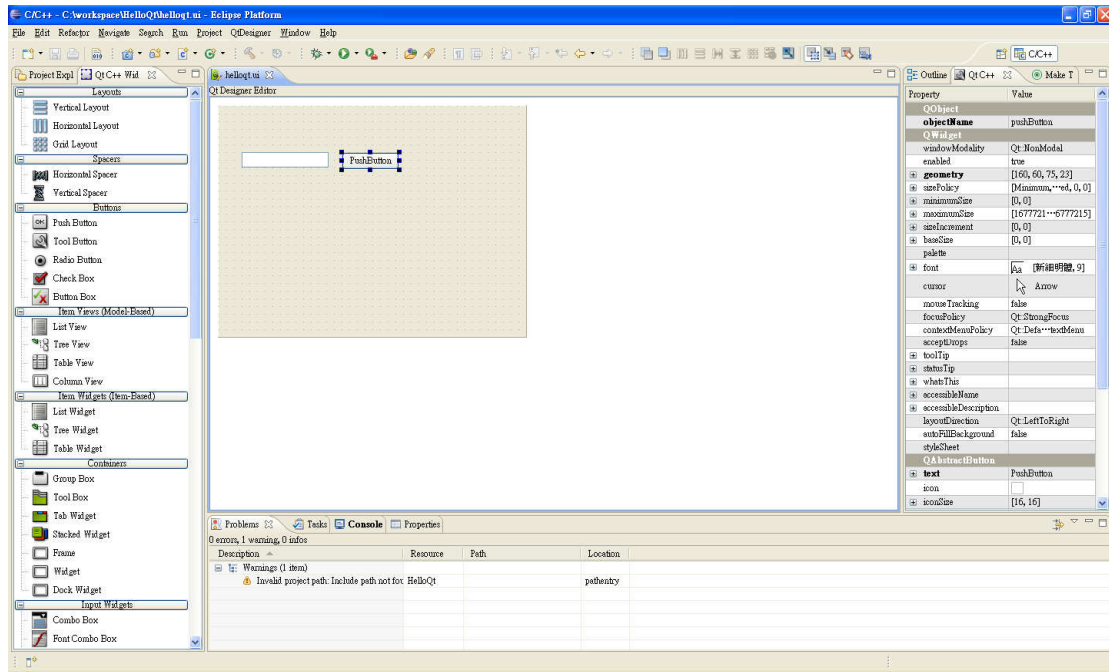 C/C++ - C:\workspace\HelloQt\helloqt.ui - Eclipse Platform
File Edit Refactor Navigate Search Run Project QtDesigner Window Help
C/C++
Project Expl Qt C++ Wid
Layouts
Vertical Layout
Horizontal Layout
Grid Layout
Spacers
Horizontal Spacer
Vertical Spacer
Buttons
OK Push Button
Tool Button
Radio Button
Check Box
Button Box
Item Views (Model-Based)
List View
Tree View
Table View
Column View
Item Widgets (Item-Based)
List Widget
Tree Widget
Table Widget
Containers
Group Box
Tool Box
Tab Widget
Stacked Widget
Frame
Widget
Dock Widget
Input Widgets
Combo Box
Font Combo Box
helloqt.ui
Qt Designer Editor
PushButton
Outline Qt C++ Make T
Property Value
QObject
objectName pushButton
QWidget
windowModality Qt::NonModal
enabled true
geometry [160, 60, 75, 23]
sizePolicy [Minimum,···ed, 0, 0]
minimumSize [0, 0]
maximumSize [1677721···6777215]
sizeIncrement [0, 0]
baseSize [0, 0]
palette
font Aa [新細明體, 9]
cursor Arrow
mouseTracking false
focusPolicy Qt::StrongFocus
contextMenuPolicy Qt::Defa···textMenu
acceptDrops false
toolTip
statusTip
whatsThis
accessibleName
accessibleDescription
layoutDirection Qt::LeftToRight
autoFillBackground false
styleSheet
QAbstractButton
text PushButton
icon
iconSize [16, 16]
Problems Tasks Console Properties
0 errors, 1 warning, 0 infos
Description Resource Path Location
Warnings (1 item)
Invalid project path: Include path not fou HelloQt pathentry